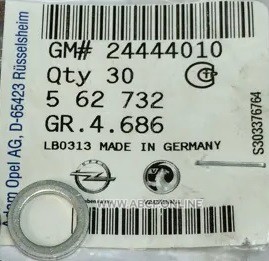 GM# 24444010
Qty 30
5 62 732
GR.4.686
LB0313 MADE IN GERMANY
Adam Opel AG, D-65423 Rüsselsheim
S303376764